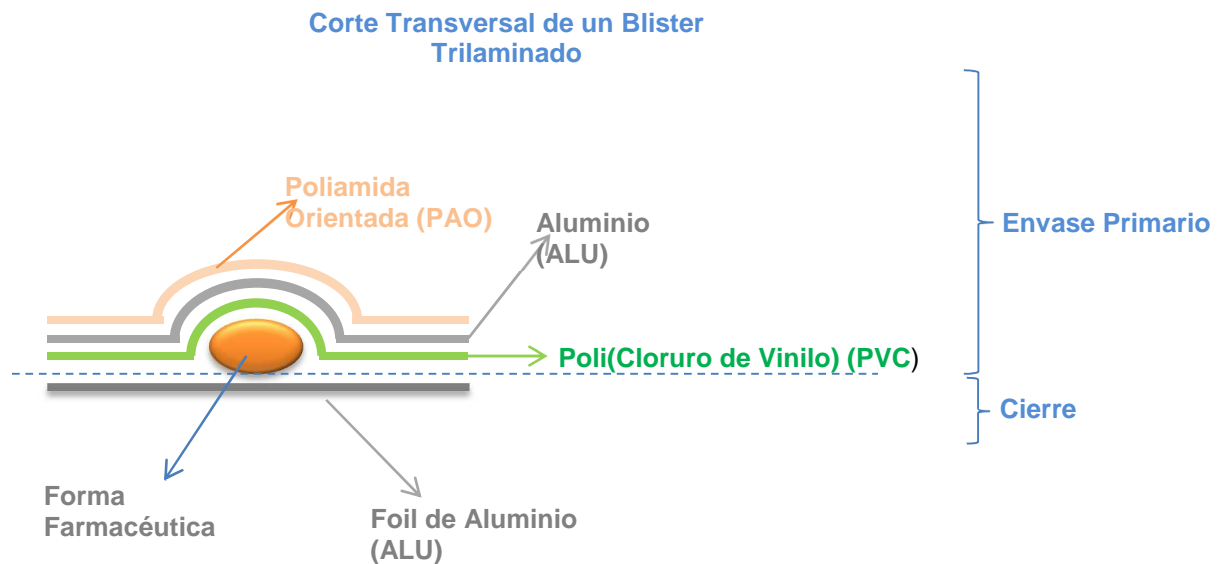 Corte Transversal de un Blister
Trilaminado
Poliamida
Orientada (PAO)
Aluminio
(ALU)
Envase Primario
Poli(Cloruro de Vinilo) (PVC)
Cierre
Forma
Farmacéutica
Foil de Aluminio
(ALU)